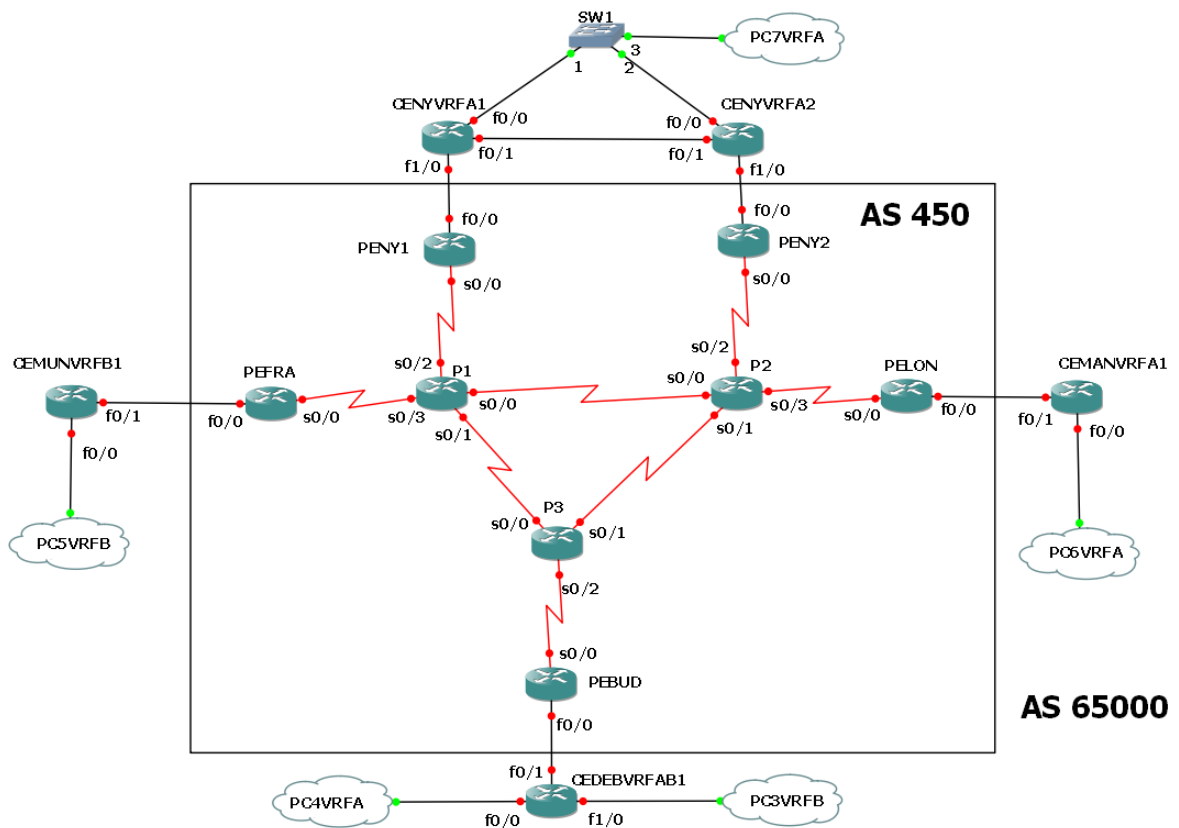 SW1
PC7VRFA
3
1
2
CENYVRFA1
CENYVRFA2
f0/0
f0/0
f0/1
f0/1
f1/0
f1/0
AS 450
f0/0
f0/0
PENY1
PENY2
s0/0
s0/0
CEMUNVRFB1
PEFRA
s0/2
P1
s0/2
P2
s0/0
PELON
CEMANVRFA1
f0/1
f0/0
s0/0
s0/3
s0/0
s0/1
s0/3
s0/1
s0/0
f0/0
f0/1
f0/0
f0/0
PC5VRFB
PC6VRFA
P3
s0/0
s0/1
s0/2
s0/0
PEBUD
f0/0
AS 65000
f0/1
CEDEBVRFAB1
PC4VRFA
PC3VRFB
f0/0
f1/0